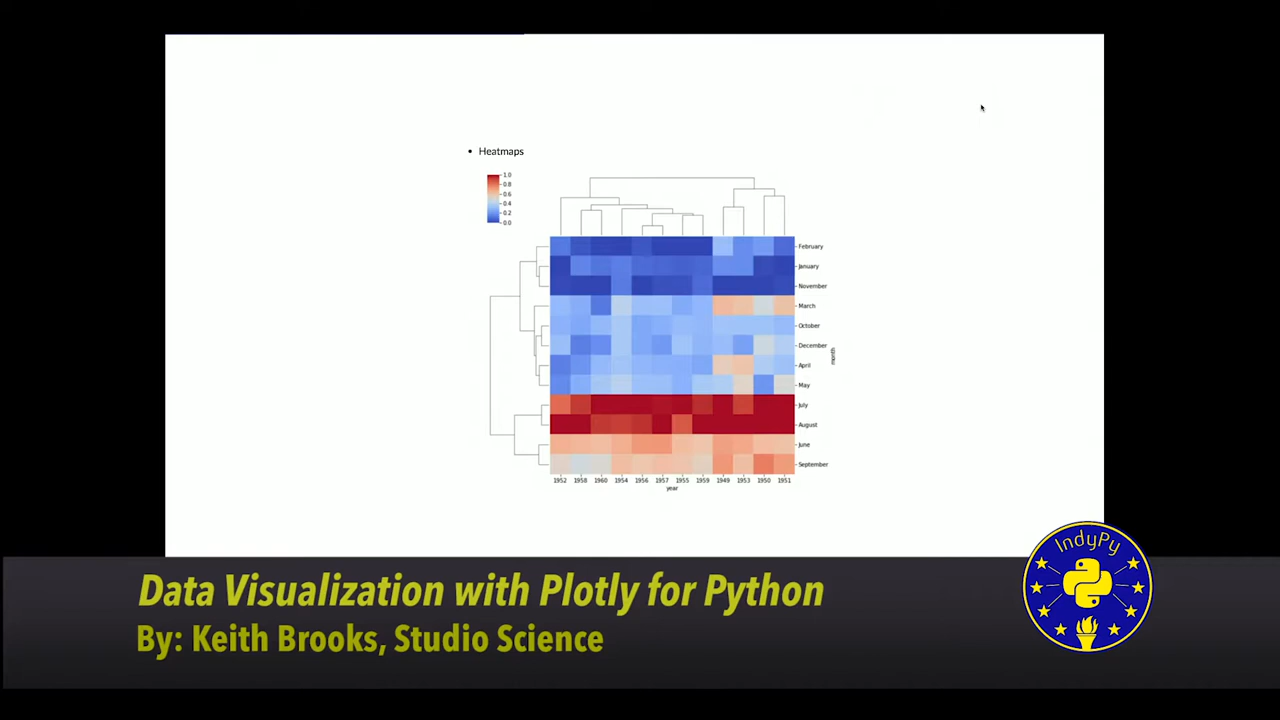 • Heatmaps
1.0
0.8
0.6
0.4
0.2
0.0
February
January
November
March
October
December
April
May
July
August
June
September
month
1952 1958 1960 1954 1956 1957 1955 1959 1949 1953 1950 1951
year
Data Visualization with Plotly for Python
By: Keith Brooks, Studio Science
IndyPy